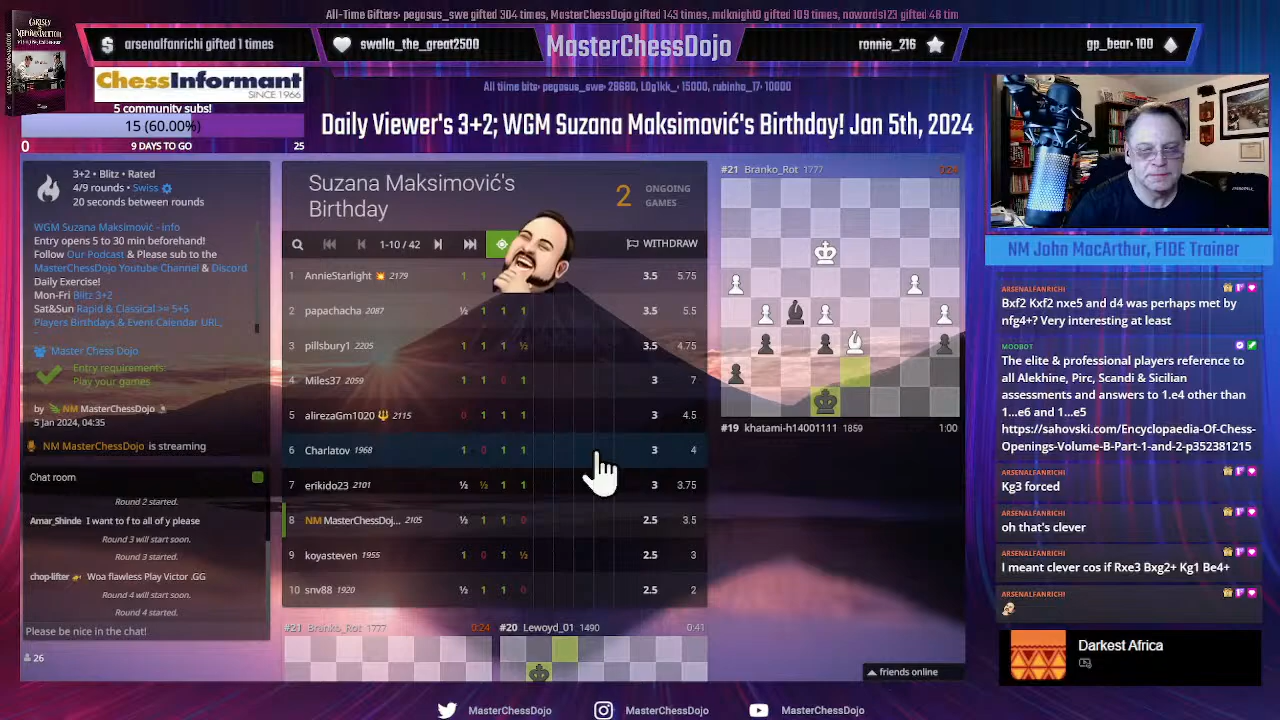 All-Time Gifters· pegasus_swe gifted 304 times, MasterChessDojo gifted 143 times, mdknight0 gifted 109 times, nowards123 gifted 46 tim
arsenalfanrichi gifted 1 times
swalla_the_great2500
MasterChessDojo
ronnie_216
gp_bear· 100
ChessInformant
SINCE 1966
All time bits· pegasus_swe· 28680, L0g1kk_· 15000, rubinho_17· 10000
5 community subs!
15 (60.00%)
0
9 DAYS TO GO
25
Daily Viewer's 3+2; WGM Suzana Maksimović's Birthday! Jan 5th, 2024
3+2 • Blitz • Rated
4/9 rounds • Swiss
20 seconds between rounds
WGM Suzana Maksimović - info
Entry opens 5 to 30 min beforehand!
Follow Our Podcast & Please sub to the
MasterChessDojo Youtube Channel & Discord
Daily Exercise!
Mon-Fri Blitz 3+2
Sat&Sun Rapid & Classical >= 5+5
Players Birthdays & Event Calendar URL,
Master Chess Dojo
Entry requirements:
Play your games
by NM MasterChessDojo
5 Jan 2024, 04:35
NM MasterChessDojo is streaming
Chat room
Round 2 started.
Amar_Shinde I want to f to all of y please
Round 3 will start soon.
Round 3 started.
chop-lifter Woa flawless Play Victor .GG
Round 4 will start soon.
Round 4 started.
Please be nice in the chat!
26
Suzana Maksimović's
Birthday
2 ONGOING
GAMES
1-10 / 42
WITHDRAW
1 AnnieStarlight 2179 1 1 3.5 5.75
2 papachacha 2087 ½ 1 1 1 3.5 5.5
3 pillsbury1 2205 1 1 1 ½ 3.5 4.75
4 Miles37 2059 1 1 0 1 3 7
5 alirezaGm1020 2115 0 1 1 1 3 4.5
6 Charlatov 1968 1 0 1 1 3 4
7 erikido23 2101 ½ ½ 1 1 3 3.75
8 NM MasterChessDoj... 2105 ½ 1 1 0 2.5 3.5
9 koyasteven 1955 1 0 1 ½ 2.5 3
10 snv88 1920 ½ 1 1 0 2.5 2
#21 Branko_Rot 1777 0:24
#20 Lewoyd_01 1490 0:41
#21 Branko_Rot 1777 0:24
#19 khatami-h14001111 1859 1:00
friends online
NM John MacArthur, FIDE Trainer
ARSENALFANRICHI
Bxf2 Kxf2 nxe5 and d4 was perhaps met by
nfg4+? Very interesting at least
MOOBOT
The elite & professional players reference to
all Alekhine, Pirc, Scandi & Sicilian
assessments and answers to 1.e4 other than
1...e6 and 1...e5
https://sahovski.com/Encyclopaedia-Of-Chess-
Openings-Volume-B-Part-1-and-2-p352381215
ARSENALFANRICHI
Kg3 forced
ARSENALFANRICHI
oh that's clever
ARSENALFANRICHI
I meant clever cos if Rxe3 Bxg2+ Kg1 Be4+
ARSENALFANRICHI
Darkest Africa
MasterChessDojo
MasterChessDojo
MasterChessDojo